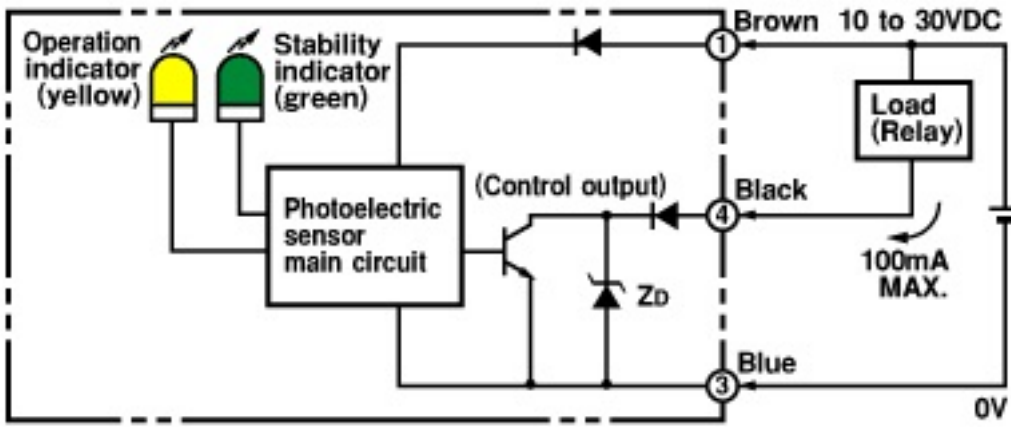 Operation
indicator
(yellow)
Stability
indicator
(green)
Brown 10 to 30VDC
1
Load
(Relay)
Photoelectric
sensor
main circuit
(Control output)
Black
4
100mA
MAX.
ZD
Blue
3
0V